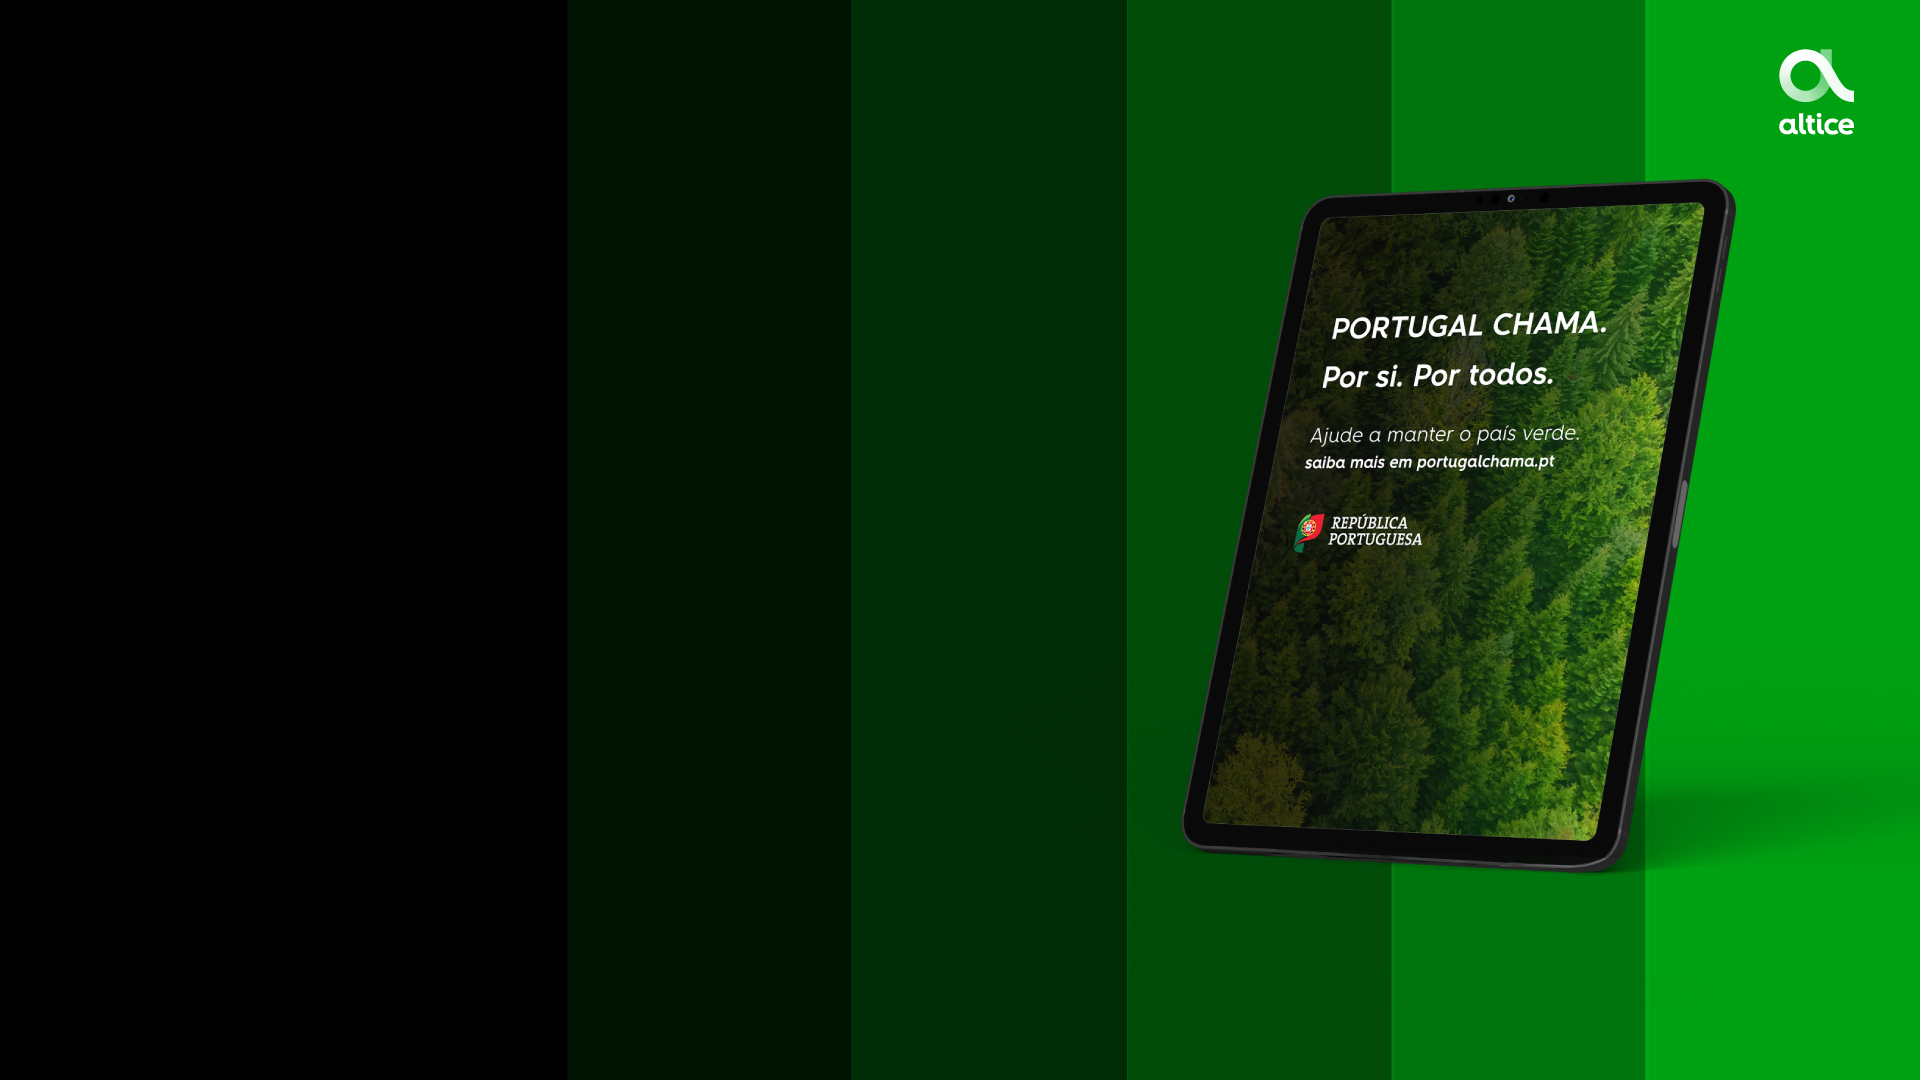 altice
PORTUGAL CHAMA.
Por si. Por todos.
Ajude a manter o país verde.
saiba mais em portugalchama.pt
REPÚBLICA
PORTUGUESA